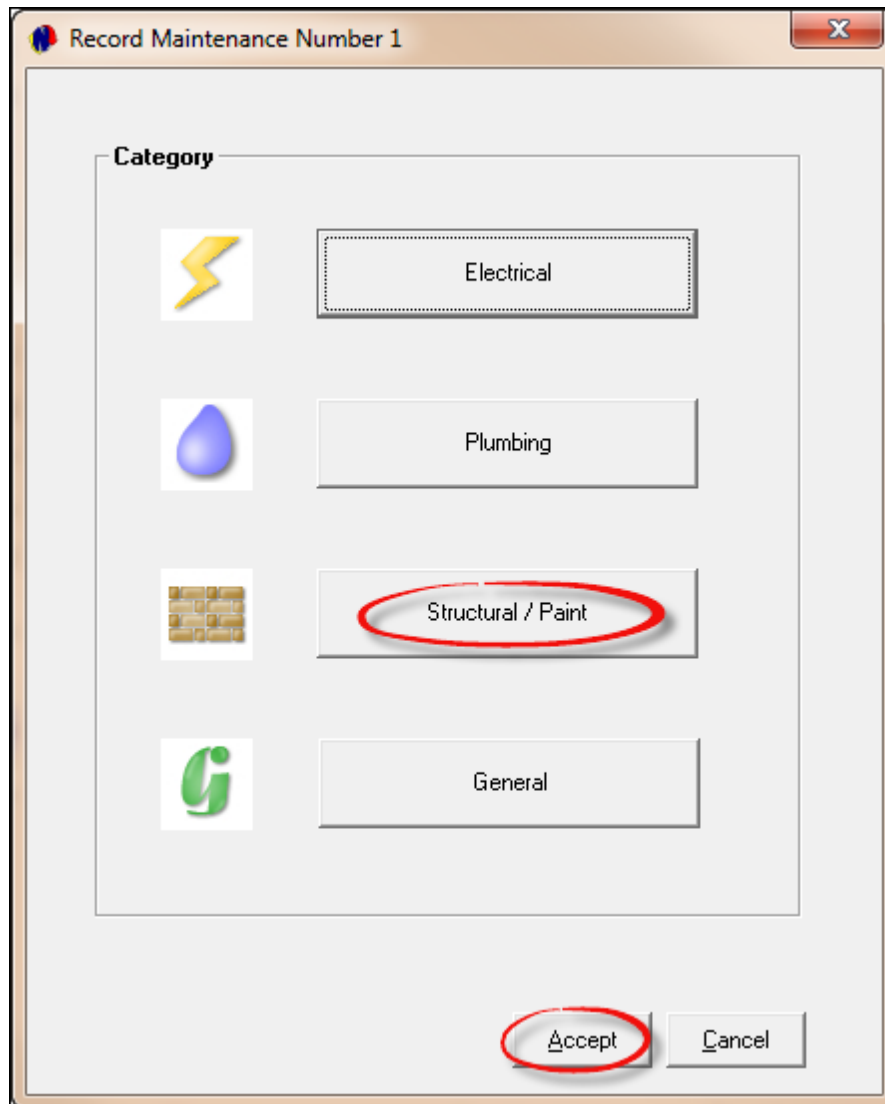 Record Maintenance Number 1
Category
Electrical
Plumbing
Structural / Paint
General
Accept
Cancel